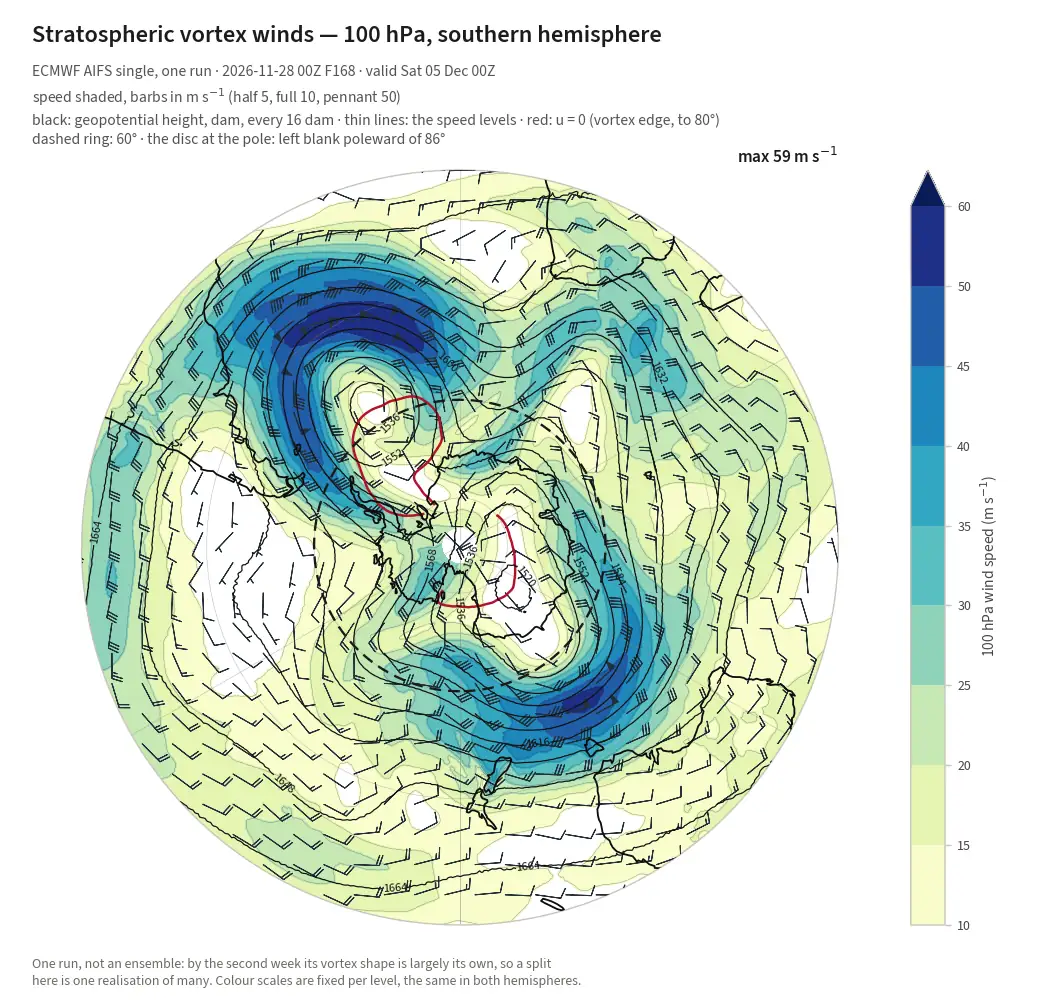 Stratospheric vortex winds — 100 hPa, southern hemisphere
ECMWF AIFS single, one run · 2026-11-28 00Z F168 · valid Sat 05 Dec 00Z
speed shaded, barbs in m s⁻¹ (half 5, full 10, pennant 50)
black: geopotential height, dam, every 16 dam · thin lines: the speed levels · red: u = 0 (vortex edge, to 80°)
dashed ring: 60° · the disc at the pole: left blank poleward of 86°
max 59 m s⁻¹
60
50
45
40
35
30
25
20
15
10
100 hPa wind speed (m s⁻¹)
1632
1536
1552
1664
1568
1536
1552
1520
1536
1616
1648
1664
1664
One run, not an ensemble: by the second week its vortex shape is largely its own, so a split
here is one realisation of many. Colour scales are fixed per level, the same in both hemispheres.